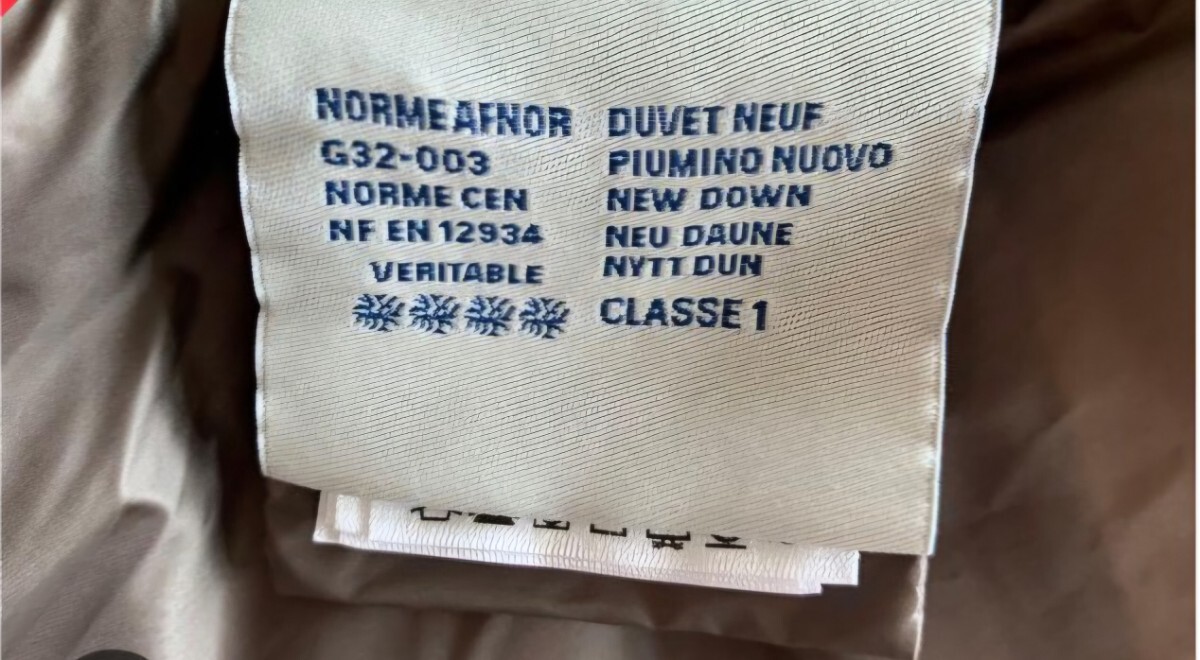 NORME AFNOR
G32-003
NORME CEN
NF EN 12934
VERITABLE
DUVET NEUF
PIUMINO NUOVO
NEW DOWN
NEU DAUNE
NYTT DUN
CLASSE 1